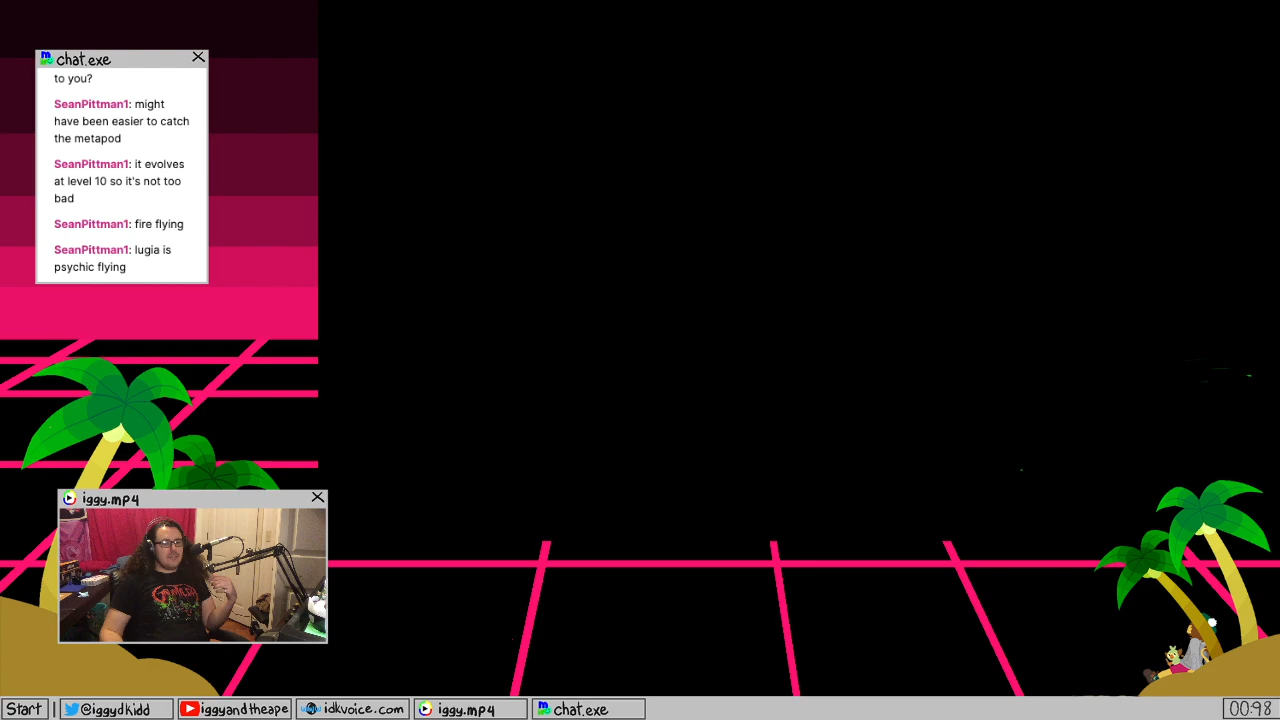 chat.exe
to you?
SeanPittman1: might
have been easier to catch
the metapod
SeanPittman1: it evolves
at level 10 so it's not too
bad
SeanPittman1: fire flying
SeanPittman1: lugia is
psychic flying
iggy.mp4
Start | @iggydkidd iggyandtheape idkvoice.com iggy.mp4 chat.exe 00:98